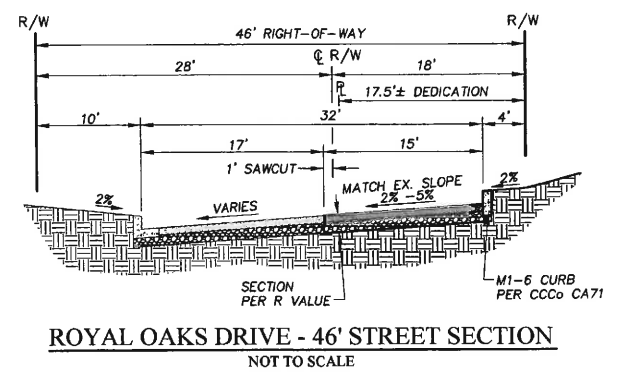 R/W
R/W
46' RIGHT-OF-WAY
℄ R/W
28'
18'
PL
17.5'± DEDICATION
10'
32'
4'
17'
15'
1' SAWCUT
MATCH EX. SLOPE
2%
VARIES
2% -5%
2%
SECTION
PER R VALUE
M1-6 CURB
PER CCCo CA71
ROYAL OAKS DRIVE - 46' STREET SECTION
NOT TO SCALE